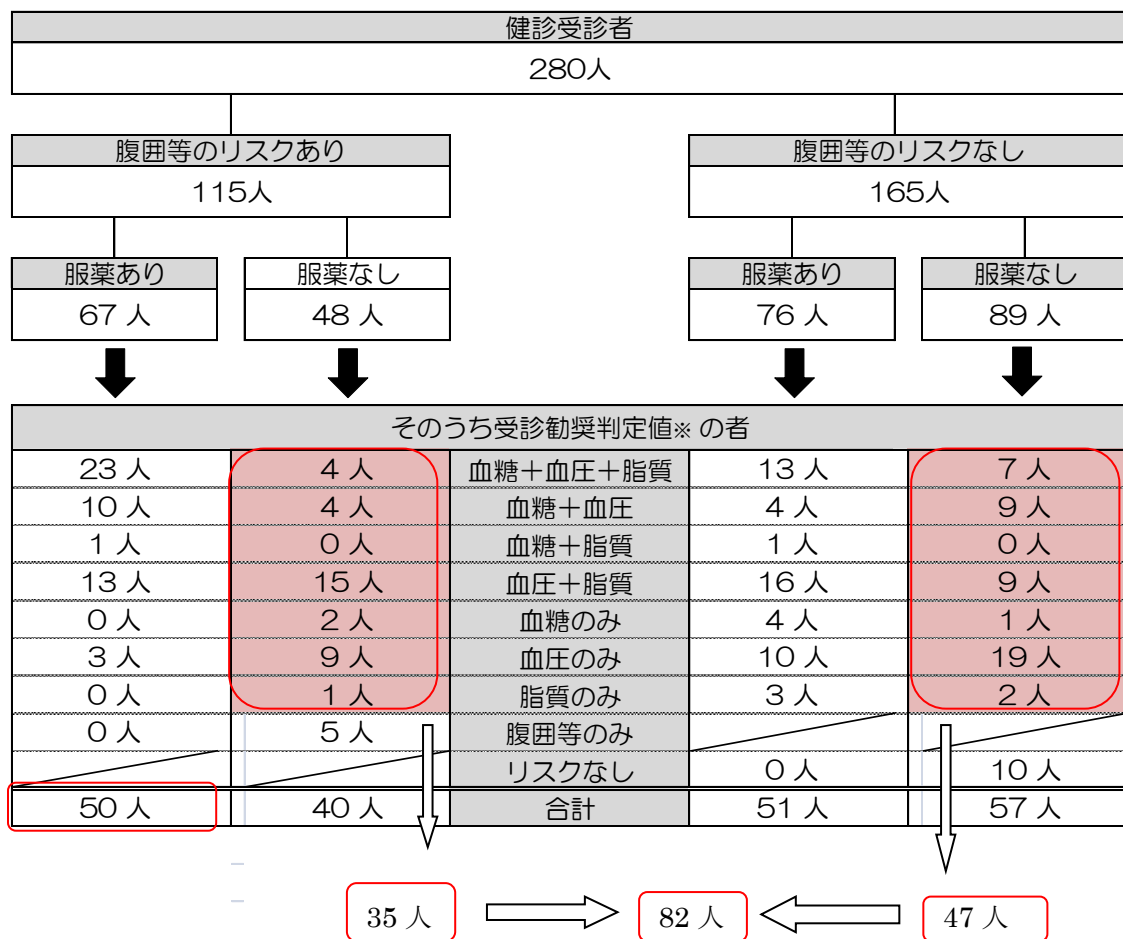 健診受診者
280人
腹囲等のリスクあり 腹囲等のリスクなし
115人 165人
服薬あり 服薬なし 服薬あり 服薬なし
67 人 48 人 76 人 89 人
そのうち受診勧奨判定値※ の者
23 人 4 人 血糖＋血圧＋脂質 13 人 7 人
10 人 4 人 血糖＋血圧 4 人 9 人
1 人 0 人 血糖＋脂質 1 人 0 人
13 人 15 人 血圧＋脂質 16 人 9 人
0 人 2 人 血糖のみ 4 人 1 人
3 人 9 人 血圧のみ 10 人 19 人
0 人 1 人 脂質のみ 3 人 2 人
0 人 5 人 腹囲等のみ
リスクなし 0 人 10 人
50 人 40 人 合計 51 人 57 人
35 人 82 人 47 人